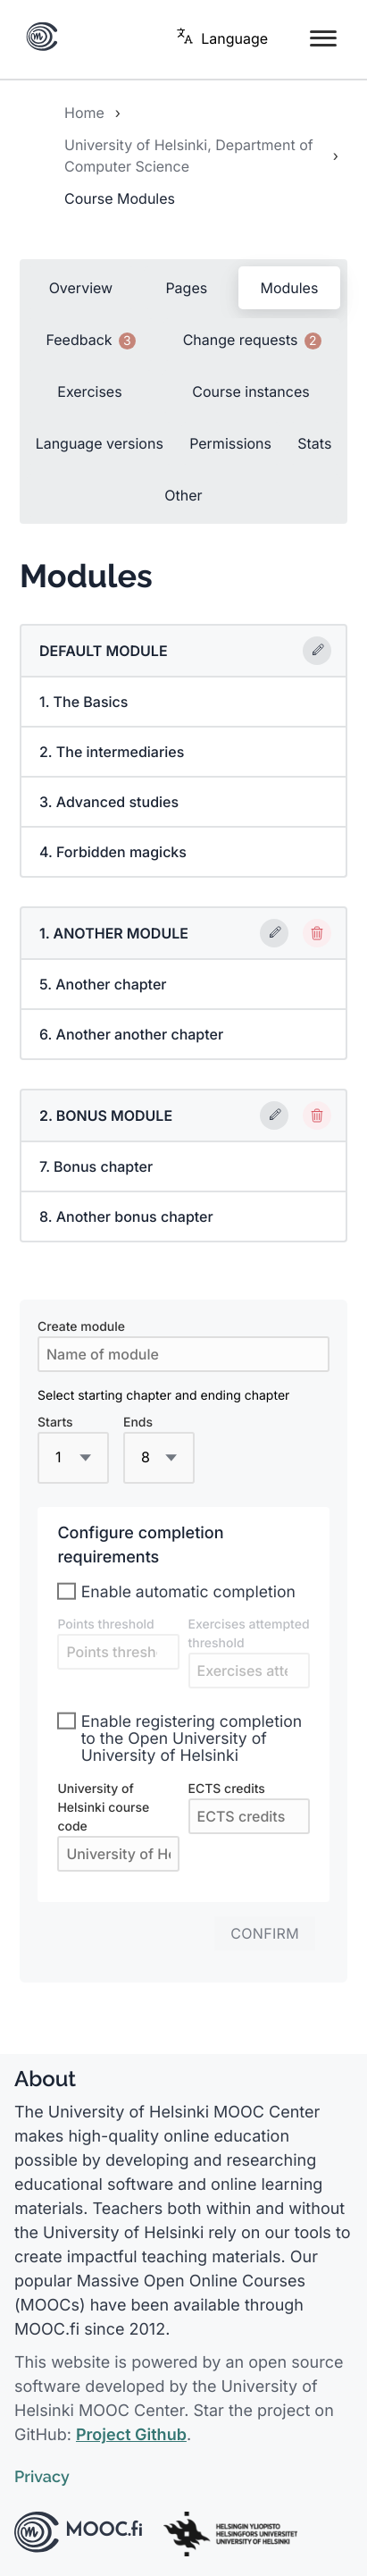 Language
Home ›
University of Helsinki, Department of
Computer Science ›
Course Modules
Overview Pages Modules
Feedback 3 Change requests 2
Exercises Course instances
Language versions Permissions Stats
Other
Modules
DEFAULT MODULE
1. The Basics
2. The intermediaries
3. Advanced studies
4. Forbidden magicks
1. ANOTHER MODULE
5. Another chapter
6. Another another chapter
2. BONUS MODULE
7. Bonus chapter
8. Another bonus chapter
Create module
Name of module
Select starting chapter and ending chapter
Starts Ends
1 8
Configure completion
requirements
Enable automatic completion
Points threshold
Points thresh
Exercises attempted
threshold
Exercises atte
Enable registering completion
to the Open University of
University of Helsinki
University of
Helsinki course
code
University of He
ECTS credits
ECTS credits
CONFIRM
About
The University of Helsinki MOOC Center
makes high-quality online education
possible by developing and researching
educational software and online learning
materials. Teachers both within and without
the University of Helsinki rely on our tools to
create impactful teaching materials. Our
popular Massive Open Online Courses
(MOOCs) have been available through
MOOC.fi since 2012.
This website is powered by an open source
software developed by the University of
Helsinki MOOC Center. Star the project on
GitHub: Project Github.
Privacy
MOOC.fi
HELSINGIN YLIOPISTO
HELSINGFORS UNIVERSITET
UNIVERSITY OF HELSINKI